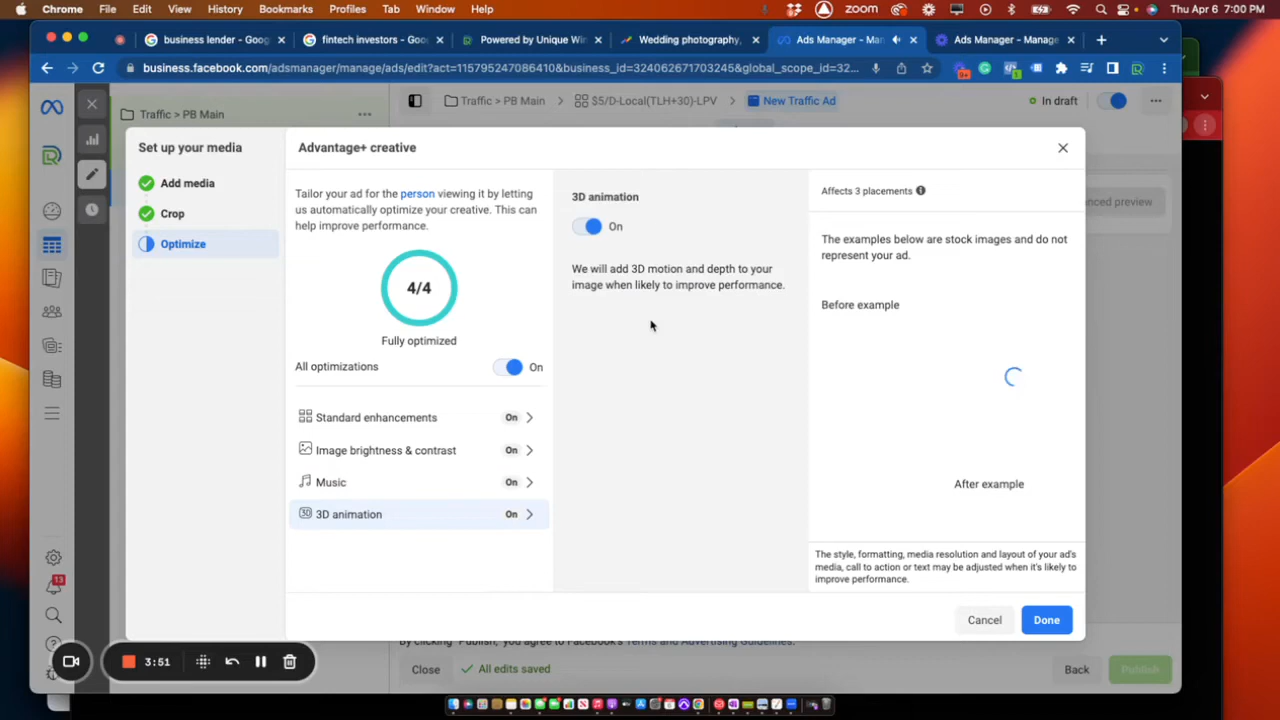 Chrome File Edit View History Bookmarks Profiles Tab Window Help zoom Thu Apr 6 7:00 PM
business lender - Goog
fintech investors - Goog
Powered by Unique Wi
Wedding photography,
Ads Manager - Man
Ads Manager - Manage
business.facebook.com/adsmanager/manage/ads/edit?act=115795247086410&business_id=324062671703245&global_scope_id=32...
9+
1
Traffic > PB Main
Traffic > PB Main
$5/D-Local(TLH+30)-LPV
New Traffic Ad
In draft
Set up your media
Add media
Crop
Optimize
Advantage+ creative
Tailor your ad for the person viewing it by letting
us automatically optimize your creative. This can
help improve performance.
4/4
Fully optimized
All optimizations On
Standard enhancements On
Image brightness & contrast On
Music On
3D animation On
3D animation
On
We will add 3D motion and depth to your
image when likely to improve performance.
Affects 3 placements
The examples below are stock images and do not
represent your ad.
Before example
After example
The style, formatting, media resolution and layout of your ad's
media, call to action or text may be adjusted when it's likely to
improve performance.
Cancel
Done
anced preview
13
By clicking "Publish", you agree to Facebook's Terms and Advertising Guidelines.
3:51
Close
All edits saved
Back
Publish